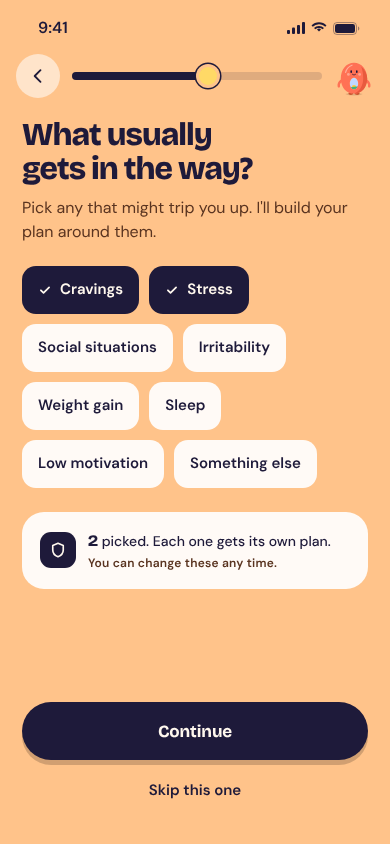 9:41
What usually
gets in the way?
Pick any that might trip you up. I'll build your
plan around them.
Cravings
Stress
Social situations
Irritability
Weight gain
Sleep
Low motivation
Something else
2 picked. Each one gets its own plan.
You can change these any time.
Continue
Skip this one